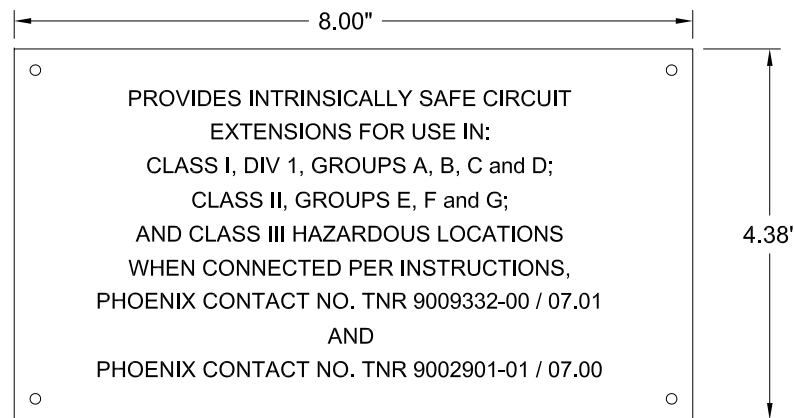 8.00"
PROVIDES INTRINSICALLY SAFE CIRCUIT
EXTENSIONS FOR USE IN:
CLASS I, DIV 1, GROUPS A, B, C and D;
CLASS II, GROUPS E, F and G;
AND CLASS III HAZARDOUS LOCATIONS
WHEN CONNECTED PER INSTRUCTIONS,
PHOENIX CONTACT NO. TNR 9009332-00 / 07.01
AND
PHOENIX CONTACT NO. TNR 9002901-01 / 07.00
4.38'